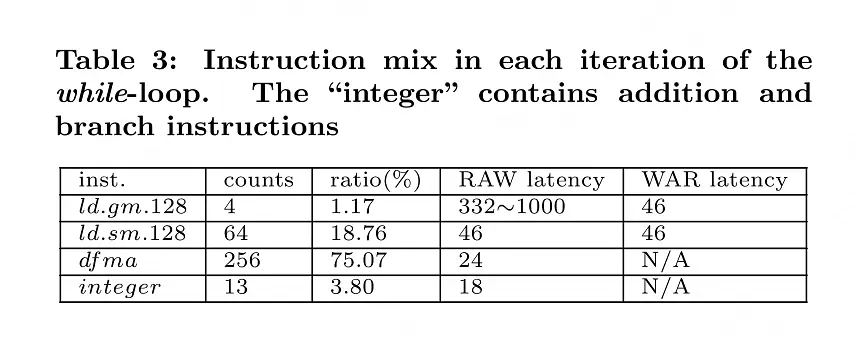 Table 3: Instruction mix in each iteration of the
while-loop. The “integer” contains addition and
branch instructions
inst. counts ratio(%) RAW latency WAR latency
ld.gm.128 4 1.17 332∼1000 46
ld.sm.128 64 18.76 46 46
dfma 256 75.07 24 N/A
integer 13 3.80 18 N/A